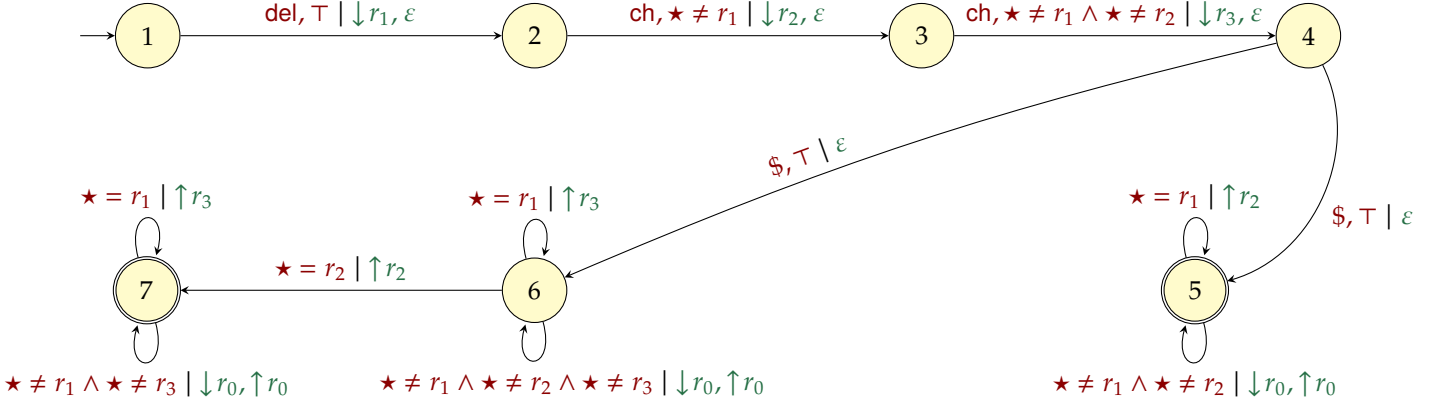 del, ⊤ | ↓r₁, ε
ch, ★ ≠ r₁ | ↓r₂, ε
ch, ★ ≠ r₁ ∧ ★ ≠ r₂ | ↓r₃, ε
1
2
3
4
$, ⊤ | ε
$, ⊤ | ε
★ = r₁ | ↑r₃
★ = r₁ | ↑r₃
★ = r₁ | ↑r₂
★ = r₂ | ↑r₂
7
6
5
★ ≠ r₁ ∧ ★ ≠ r₃ | ↓r₀, ↑r₀
★ ≠ r₁ ∧ ★ ≠ r₂ ∧ ★ ≠ r₃ | ↓r₀, ↑r₀
★ ≠ r₁ ∧ ★ ≠ r₂ | ↓r₀, ↑r₀